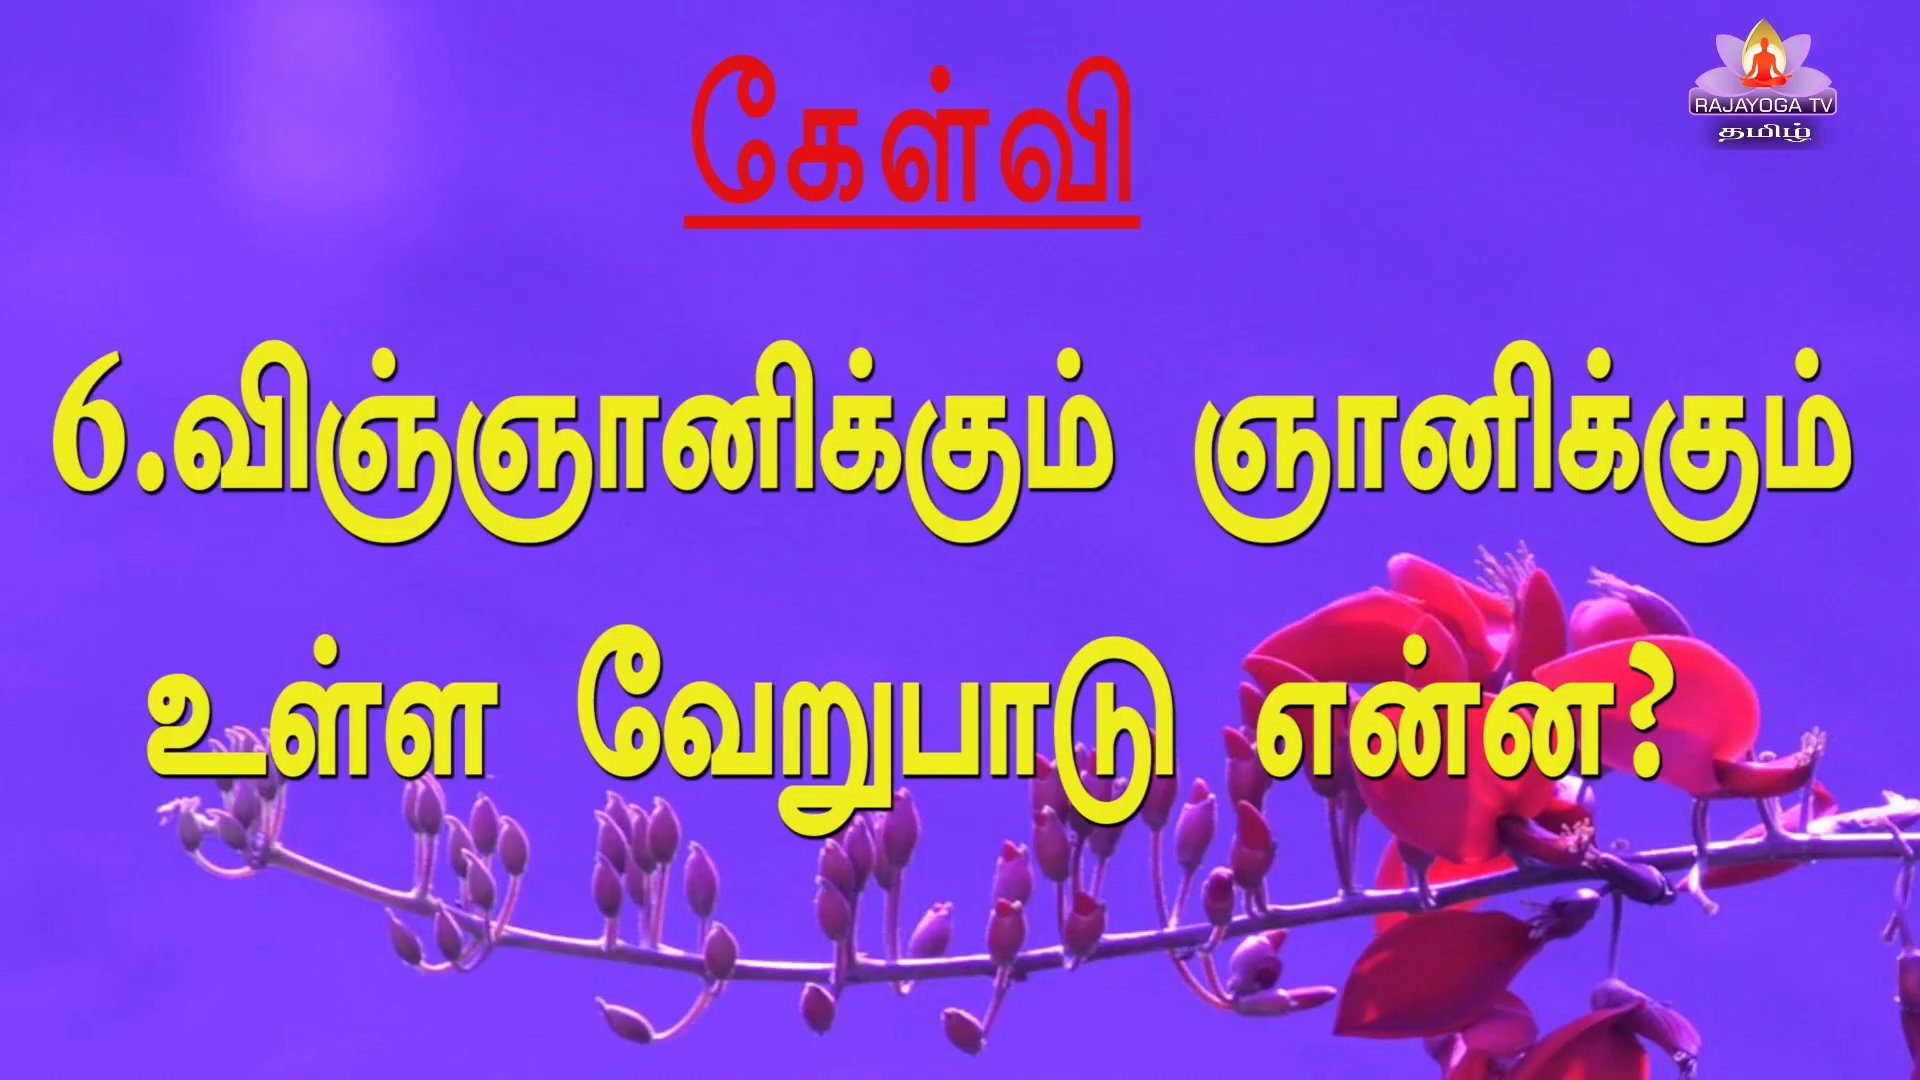 கேள்வி
RAJAYOGA TV
தமிழ்
6.விஞ்ஞானிக்கும் ஞானிக்கும்
உள்ள வேறுபாடு என்ன?